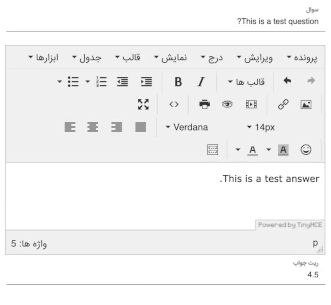 سوال
This is a test question?
پرونده ویرایش درج نمایش قالب جدول ابزارها
قالب ها I B
Verdana 14px
A A
This is a test answer.
Powered by TinyMCE
واژه ها: 5 p
ریت جواب
4.5